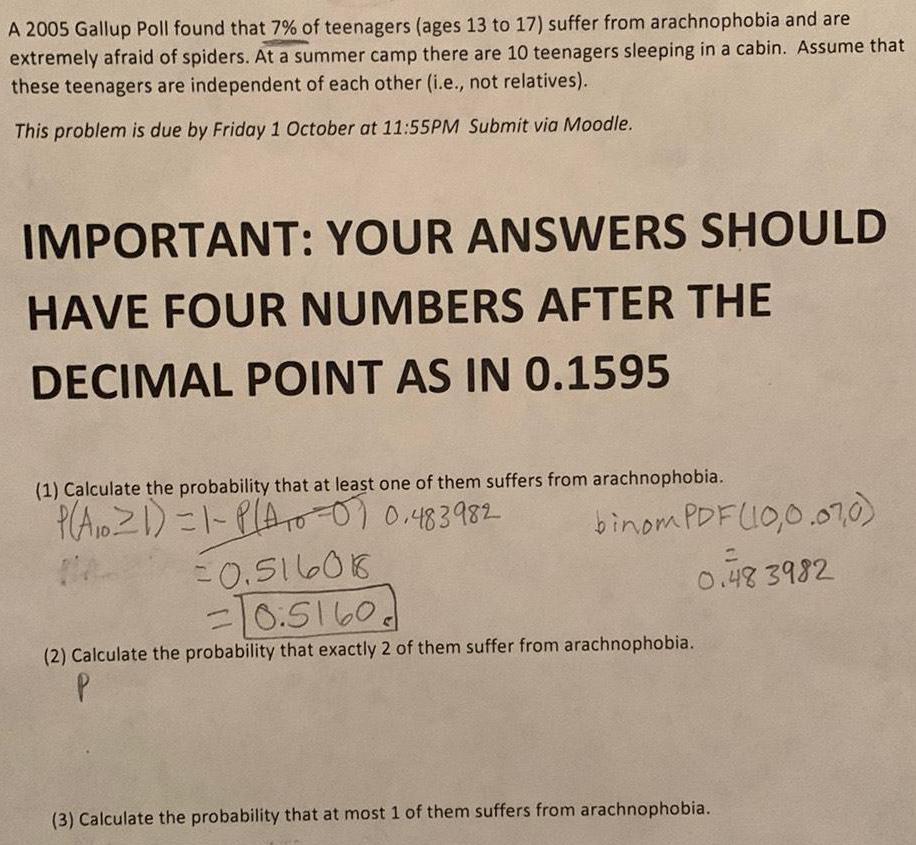 A 2005 Gallup Poll found that 7% of teenagers (ages 13 to 17) suffer from arachnophobia and are
extremely afraid of spiders. At a summer camp there are 10 teenagers sleeping in a cabin. Assume that
these teenagers are independent of each other (i.e., not relatives).
This problem is due by Friday 1 October at 11:55PM Submit via Moodle.
IMPORTANT: YOUR ANSWERS SHOULD
HAVE FOUR NUMBERS AFTER THE
DECIMAL POINT AS IN 0.1595
(1) Calculate the probability that at least one of them suffers from arachnophobia.
P(A₁₀≥1) = 1- P(A₁₀=0) 0.483982 binomPDF(10,0.07,0)
= 0.516018 = 0.483982
= 0.5160.
(2) Calculate the probability that exactly 2 of them suffer from arachnophobia.
P
(3) Calculate the probability that at most 1 of them suffers from arachnophobia.